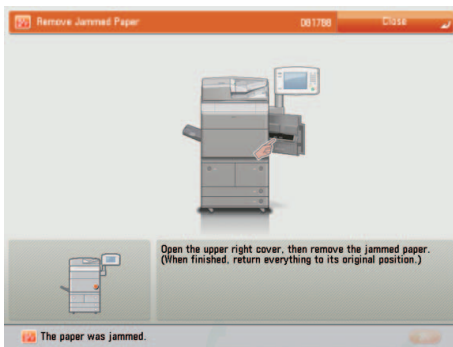 Remove Jammed Paper
Close
Open the upper right cover, then remove the jammed paper.
(When finished, return everything to its original position.)
The paper was jammed.